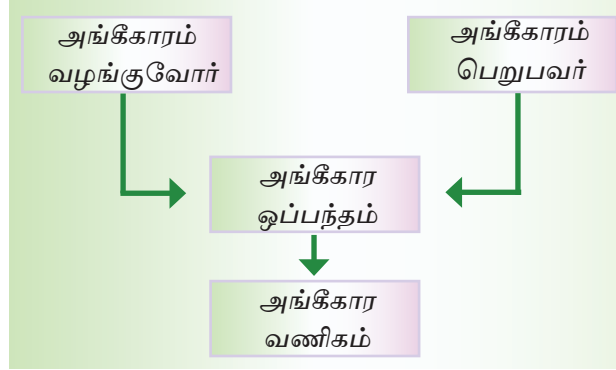 அங்கீகாரம்
வழங்குவோர்
அங்கீகாரம்
பெறுபவர்
அங்கீகார
ஒப்பந்தம்
அங்கீகார
வணிகம்